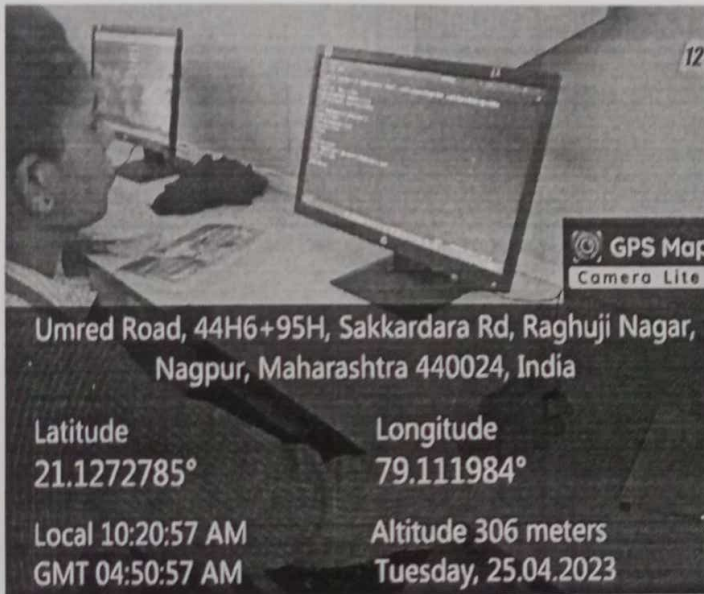 12
GPS Map
Camera Lite
Umred Road, 44H6+95H, Sakkardara Rd, Raghuji Nagar,
Nagpur, Maharashtra 440024, India
Latitude
21.1272785°
Longitude
79.111984°
Local 10:20:57 AM
GMT 04:50:57 AM
Altitude 306 meters
Tuesday, 25.04.2023